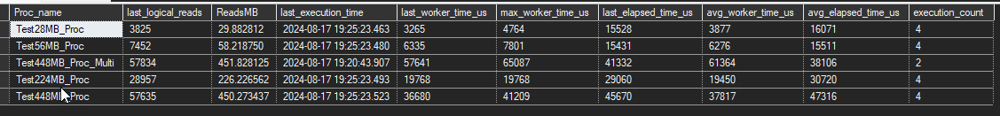 Proc_name last_logical_reads ReadsMB last_execution_time last_worker_time_us max_worker_time_us last_elapsed_time_us avg_worker_time_us avg_elapsed_time_us execution_count
Test28MB_Proc 3825 29.882812 2024-08-17 19:25:23.463 3265 4764 15528 3877 16071 4
Test56MB_Proc 7452 58.218750 2024-08-17 19:25:23.480 6335 7801 15431 6276 15511 4
Test448MB_Proc_Multi 57834 451.828125 2024-08-17 19:20:43.907 57641 65087 41332 61364 38106 2
Test224MB_Proc 28957 226.226562 2024-08-17 19:25:23.493 19768 19768 29060 19450 30720 4
Test448MB_Proc 57635 450.273437 2024-08-17 19:25:23.523 36680 41209 45670 37817 47316 4